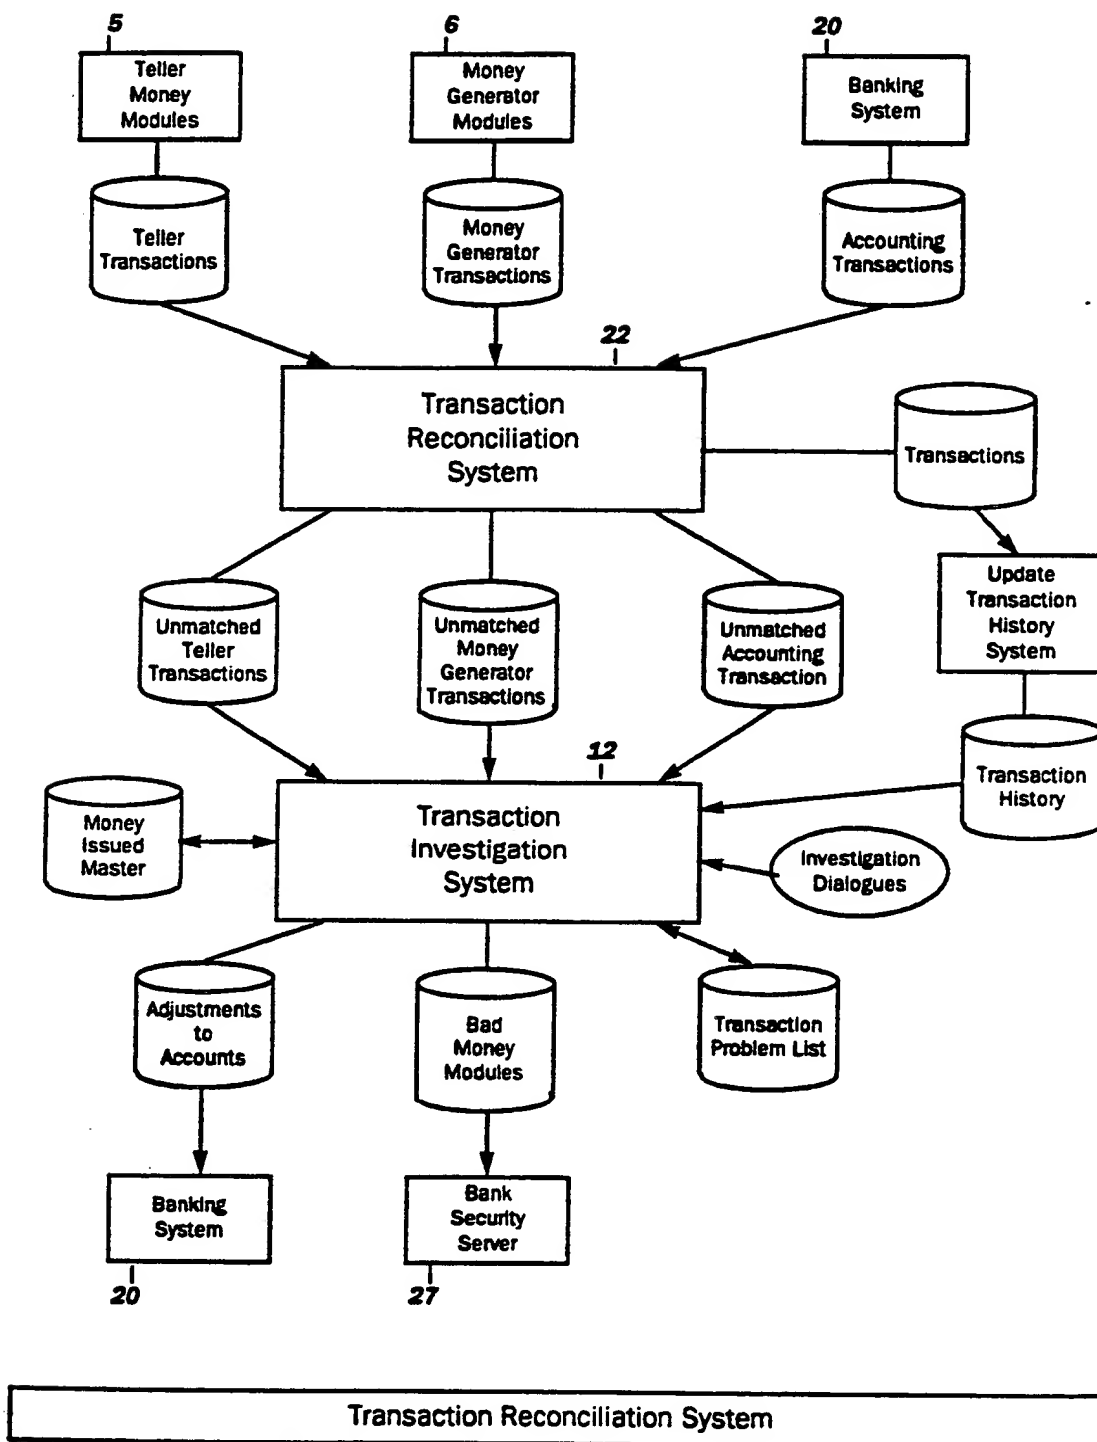 5
Teller
Money
Modules
6
Money
Generator
Modules
20
Banking
System
Teller
Transactions
Money
Generator
Transactions
Accounting
Transactions
22
Transaction
Reconciliation
System
Transactions
Update
Transaction
History
System
Unmatched
Teller
Transactions
Unmatched
Money
Generator
Transactions
Unmatched
Accounting
Transaction
Transaction
History
12
Transaction
Investigation
System
Money
Issued
Master
Investigation
Dialogues
Adjustments
to
Accounts
Bad
Money
Modules
Transaction
Problem List
Banking
System
20
Bank
Security
Server
27
Transaction Reconciliation System